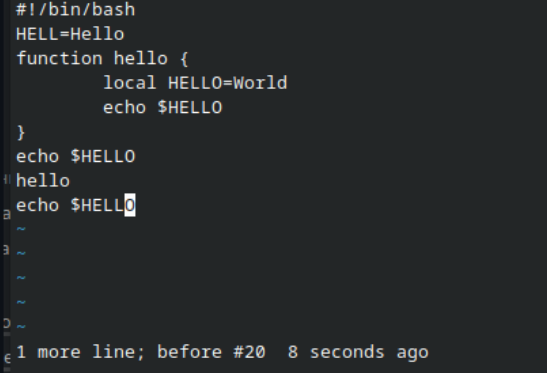 #!/bin/bash
HELL=Hello
function hello {
        local HELLO=World
        echo $HELLO
}
echo $HELLO
hello
echo $HELLO
~
~
~
~
~
1 more line; before #20  8 seconds ago